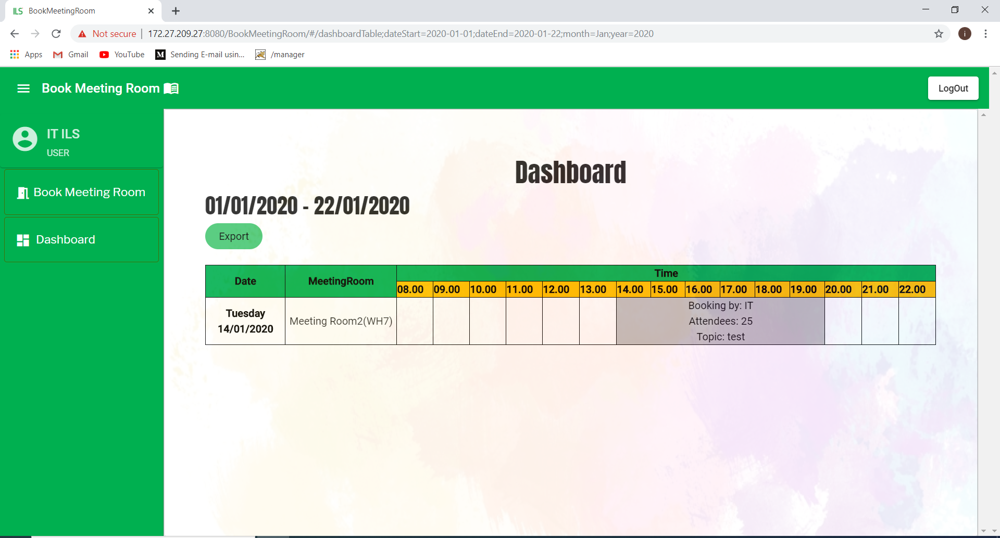 ILS BookMeetingRoom
Not secure | 172.27.209.27:8080/BookMeetingRoom/#/dashboardTable;dateStart=2020-01-01;dateEnd=2020-01-22;month=Jan;year=2020
i
Apps Gmail YouTube M Sending E-mail usin... /manager
Book Meeting Room
LogOut
IT ILS
USER
Book Meeting Room
Dashboard
Dashboard
01/01/2020 - 22/01/2020
Export
Date MeetingRoom Time
08.00 09.00 10.00 11.00 12.00 13.00 14.00 15.00 16.00 17.00 18.00 19.00 20.00 21.00 22.00
Tuesday
14/01/2020
Meeting Room2(WH7)
Booking by: IT
Attendees: 25
Topic: test